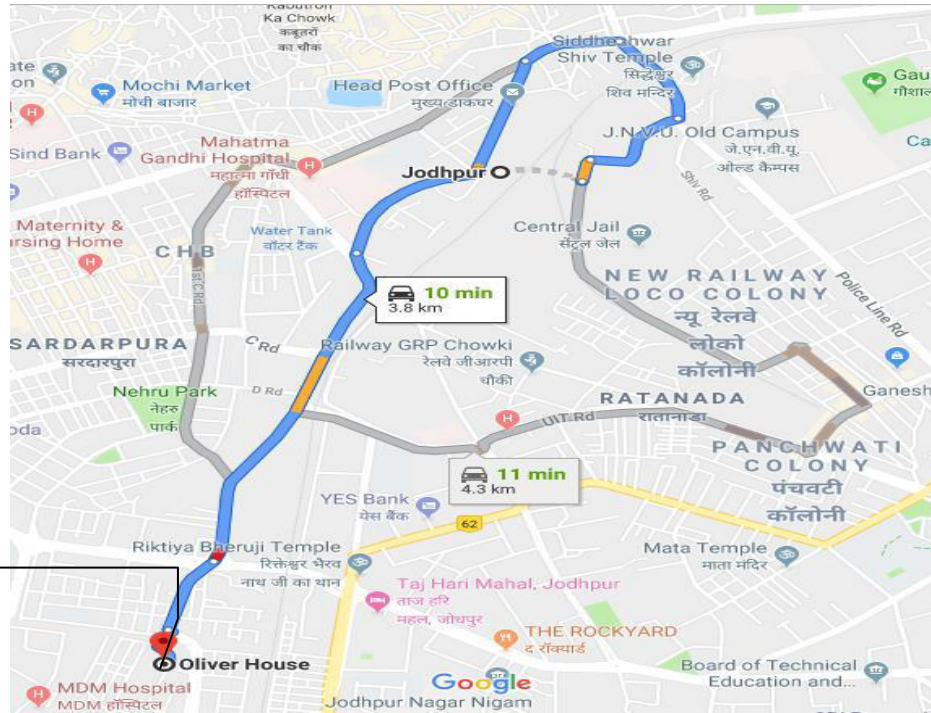 Kabutron
Ka Chowk
कबूतरों
का चौक
Siddheshwar
Shiv Temple
सिद्धेश्वर
शिव मन्दिर
ate
on
Mochi Market
मोची बाजार
Head Post Office
मुख्य डाकघर
Gau
गौशाल
J.N.V.U. Old Campus
जे.एन.वी.यू.
ओल्ड कैम्पस
Ca
Sind Bank
Mahatma
Gandhi Hospital
महात्मा गाँधी
हॉस्पिटल
Jodhpur
Shiv Rd
Maternity &
ursing Home
Water Tank
वॉटर टैंक
Central Jail
सेंट्रल जेल
CHB
1st C Rd
10 min
3.8 km
NEW RAILWAY
LOCO COLONY
न्यू रेलवे
लोको
कॉलोनी
Police Line Rd
SARDARPURA
सरदारपुरा
C Rd
Railway GRP Chowki
रेलवे जीआरपी
चौकी
Nehru Park
नेहरु
पार्क
D Rd
RATANADA
रातानाडा
Ganesh
oda
UIT Rd
11 min
4.3 km
PANCHWATI
COLONY
पंचवटी
कॉलोनी
YES Bank
येस बैंक
62
Riktiya Bheruji Temple
रिक्तेश्वर भैरव
नाथ जी का थान
Mata Temple
माता मंदिर
Taj Hari Mahal, Jodhpur
ताज हरि
महल, जोधपुर
THE ROCKYARD
द रॉक्यार्ड
Oliver House
Board of Technical
Education and...
MDM Hospital
MDM हॉस्पिटल
Google
Jodhpur Nagar Nigam